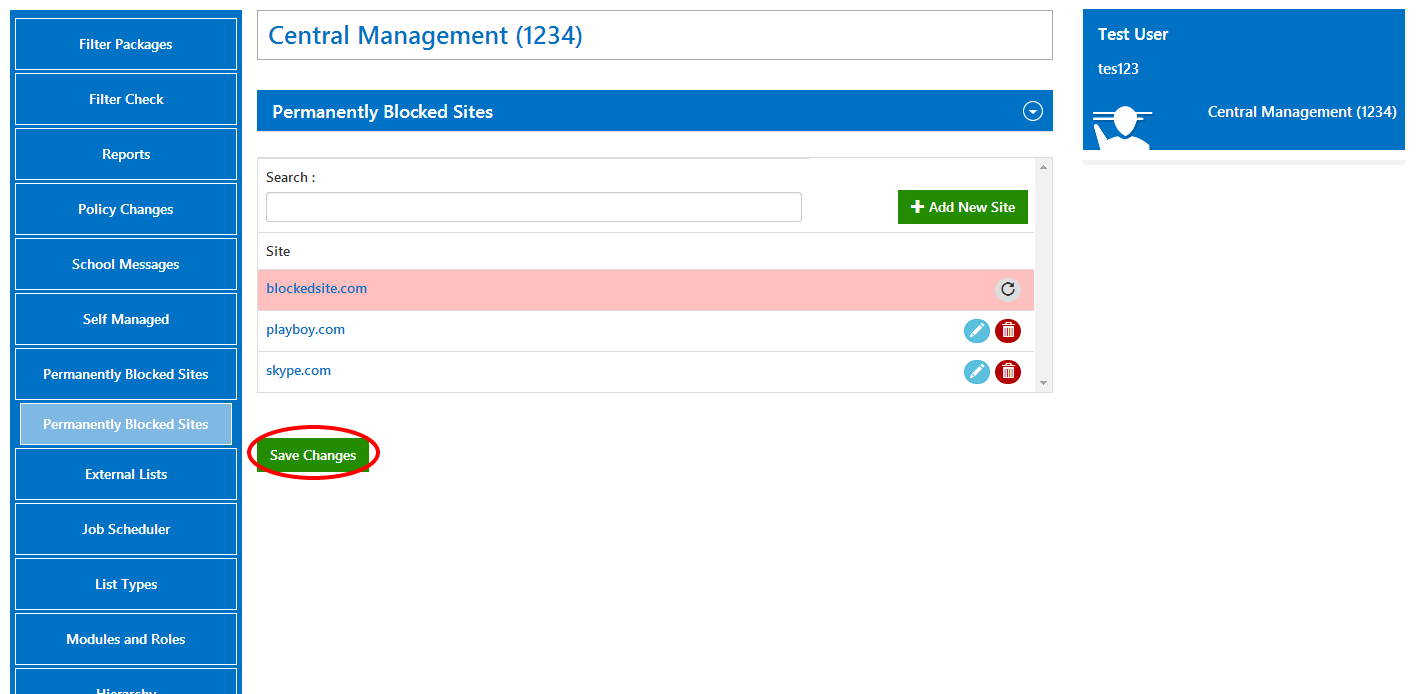 Filter Packages
Filter Check
Reports
Policy Changes
School Messages
Self Managed
Permanently Blocked Sites
Permanently Blocked Sites
External Lists
Job Scheduler
List Types
Modules and Roles
Hierarchy
Central Management (1234)
Permanently Blocked Sites
Search :
Add New Site
Site
blockedsite.com
playboy.com
skype.com
Save Changes
Test User
tes123
Central Management (1234)